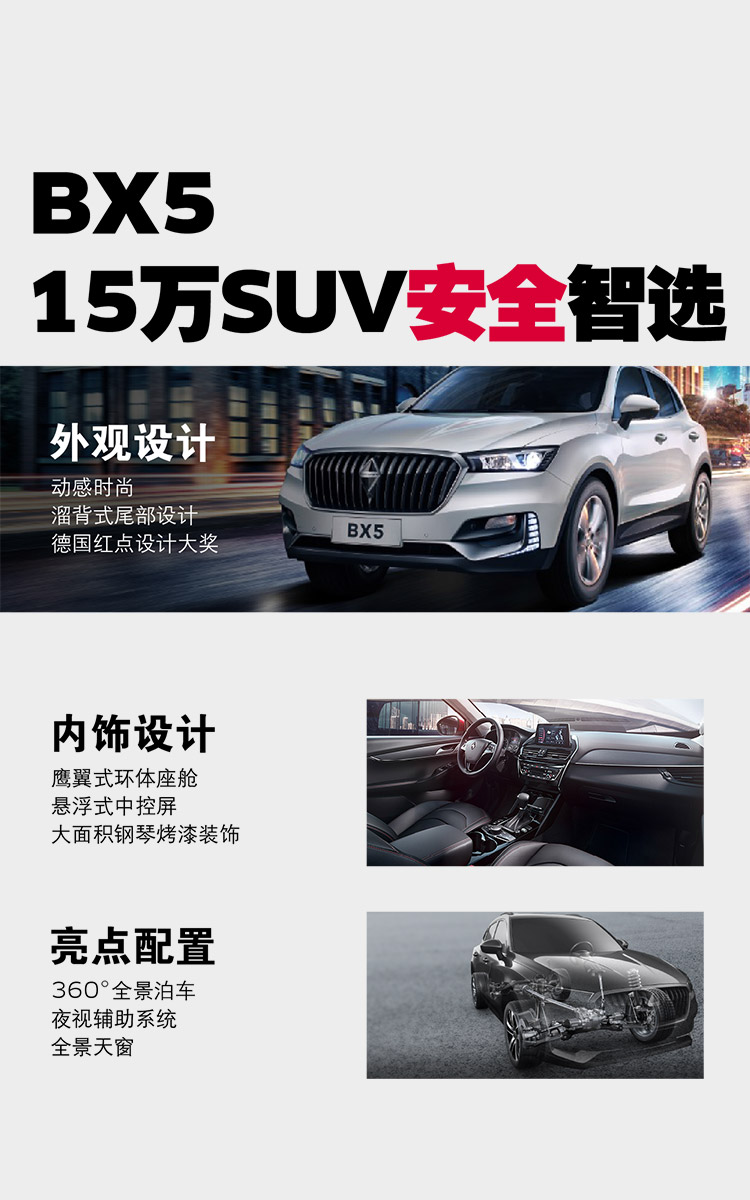 BX5
15万SUV安全智选
外观设计
动感时尚
溜背式尾部设计
德国红点设计大奖
BX5
内饰设计
鹰翼式环体座舱
悬浮式中控屏
大面积钢琴烤漆装饰
亮点配置
360°全景泊车
夜视辅助系统
全景天窗